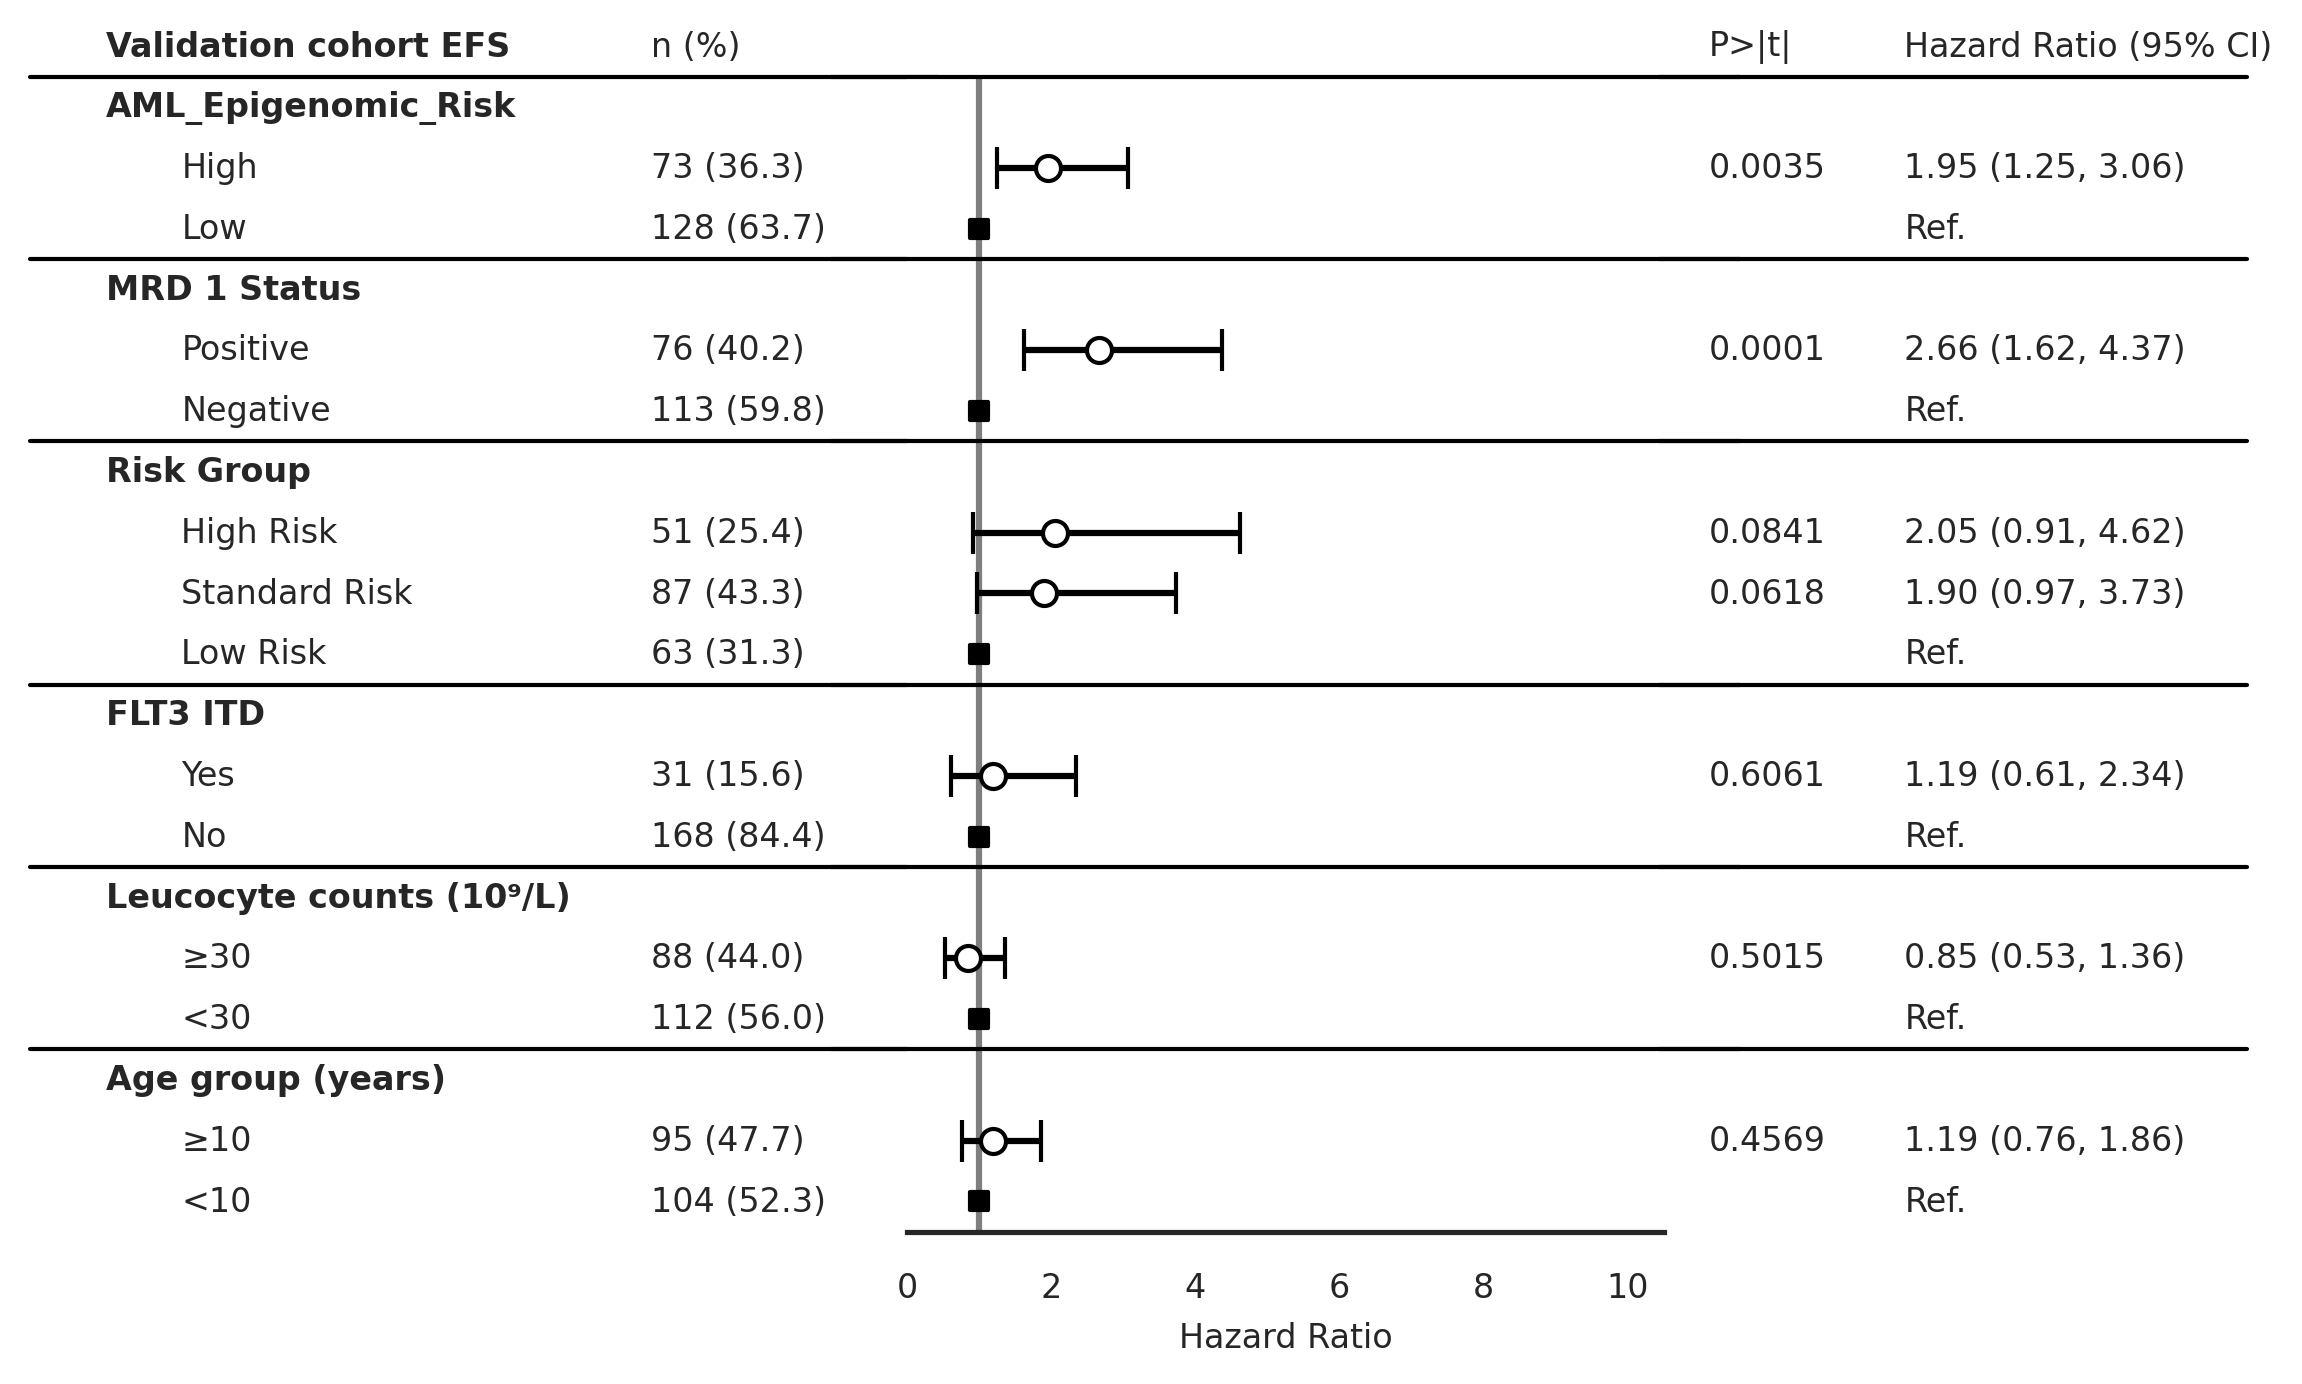 Validation cohort EFS n (%) P>|t| Hazard Ratio (95% CI)
AML_Epigenomic_Risk
High 73 (36.3) 0.0035 1.95 (1.25, 3.06)
Low 128 (63.7) Ref.
MRD 1 Status
Positive 76 (40.2) 0.0001 2.66 (1.62, 4.37)
Negative 113 (59.8) Ref.
Risk Group
High Risk 51 (25.4) 0.0841 2.05 (0.91, 4.62)
Standard Risk 87 (43.3) 0.0618 1.90 (0.97, 3.73)
Low Risk 63 (31.3) Ref.
FLT3 ITD
Yes 31 (15.6) 0.6061 1.19 (0.61, 2.34)
No 168 (84.4) Ref.
Leucocyte counts (10⁹/L)
≥30 88 (44.0) 0.5015 0.85 (0.53, 1.36)
<30 112 (56.0) Ref.
Age group (years)
≥10 95 (47.7) 0.4569 1.19 (0.76, 1.86)
<10 104 (52.3) Ref.
0 2 4 6 8 10
Hazard Ratio